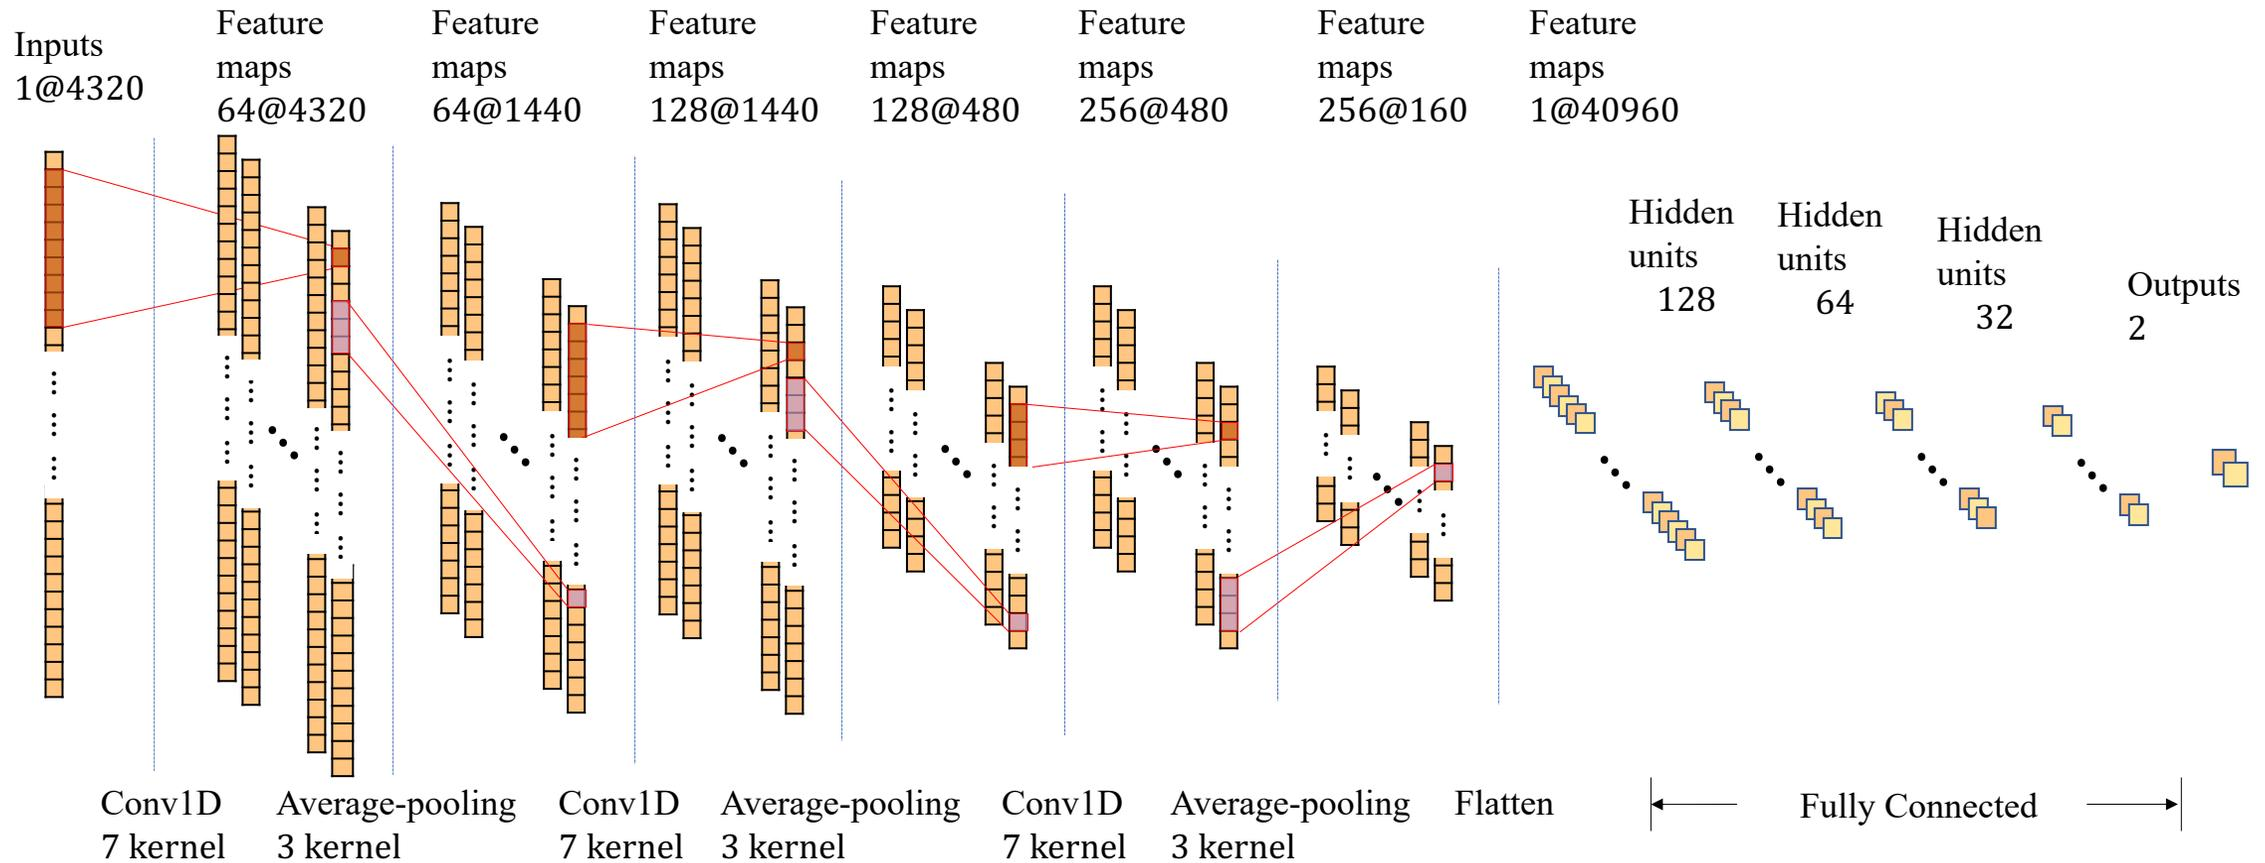 Inputs
1@4320
Feature
maps
64@4320
Feature
maps
64@1440
Feature
maps
128@1440
Feature
maps
128@480
Feature
maps
256@480
Feature
maps
256@160
Feature
maps
1@40960
Hidden
units
128
Hidden
units
64
Hidden
units
32
Outputs
2
Conv1D
7 kernel
Average-pooling
3 kernel
Conv1D
7 kernel
Average-pooling
3 kernel
Conv1D
7 kernel
Average-pooling
3 kernel
Flatten
Fully Connected